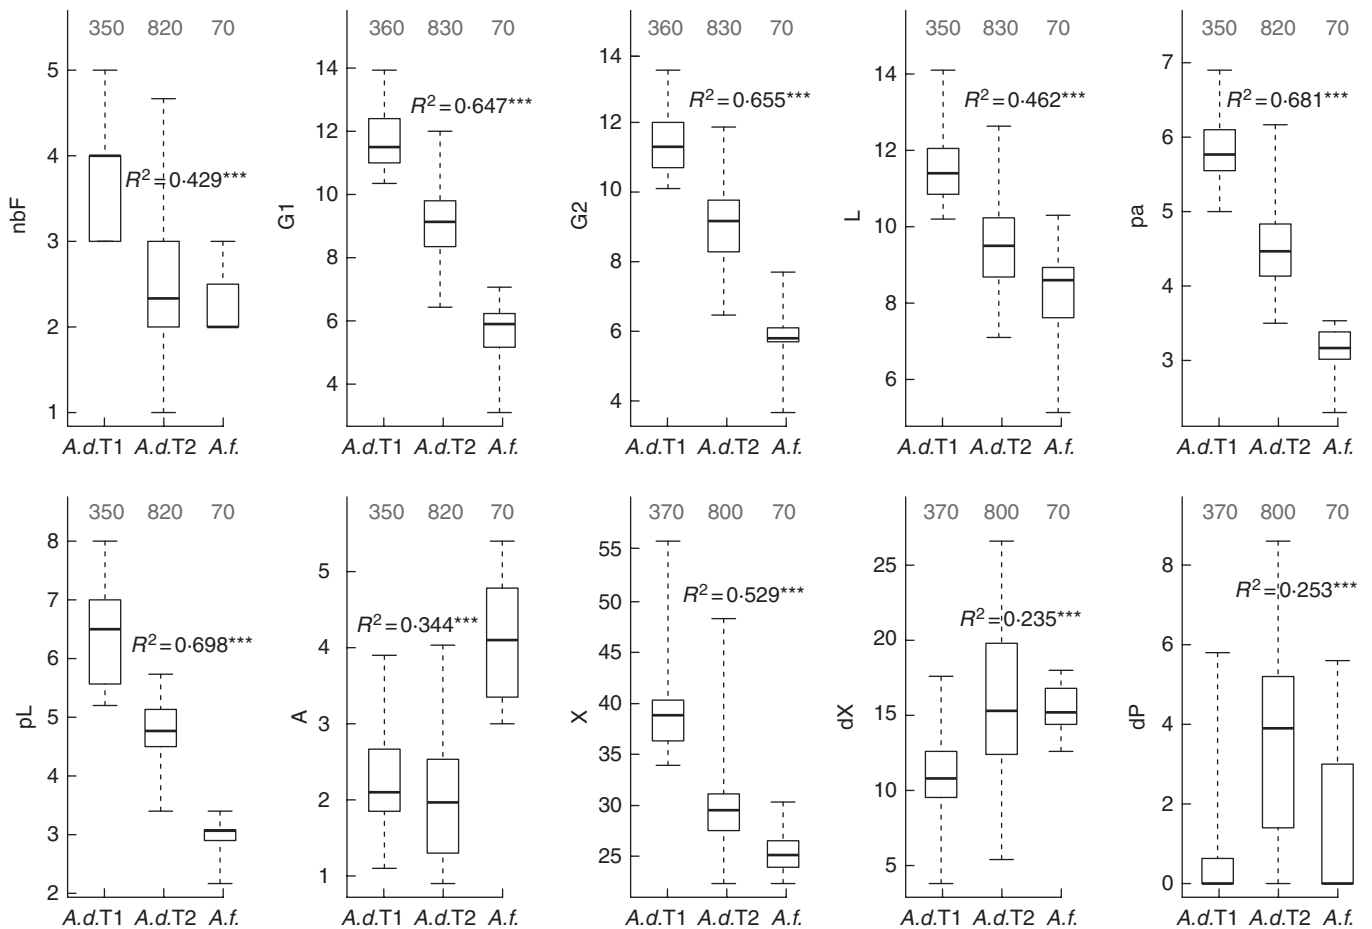 350 820 70
5
4
3
2
1
nbF
R²=0·429***
A.d.T1 A.d.T2 A.f.
360 830 70
14
12
10
8
6
4
G1
R²=0·647***
A.d.T1 A.d.T2 A.f.
360 830 70
14
12
10
8
6
4
G2
R²=0·655***
A.d.T1 A.d.T2 A.f.
350 830 70
14
12
10
8
6
L
R²=0·462***
A.d.T1 A.d.T2 A.f.
350 820 70
7
6
5
4
3
pa
R²=0·681***
A.d.T1 A.d.T2 A.f.
350 820 70
8
7
6
5
4
3
2
pL
R²=0·698***
A.d.T1 A.d.T2 A.f.
350 820 70
5
4
3
2
1
A
R²=0·344***
A.d.T1 A.d.T2 A.f.
370 800 70
55
50
45
40
35
30
25
X
R²=0·529***
A.d.T1 A.d.T2 A.f.
370 800 70
25
20
15
10
5
dX
R²=0·235***
A.d.T1 A.d.T2 A.f.
370 800 70
8
6
4
2
0
dP
R²=0·253***
A.d.T1 A.d.T2 A.f.